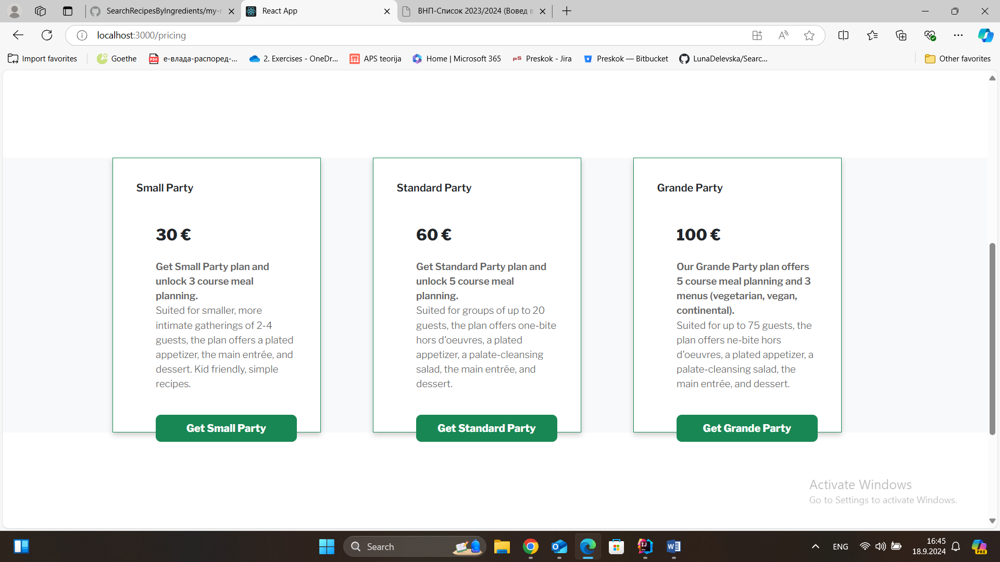 SearchRecipesByIngredients/my-r
React App
ВНП-Список 2023/2024 (Вовед в
localhost:3000/pricing
Import favorites
Goethe
е-влада-распоред-...
2. Exercises - OneDr...
APS teorija
Home | Microsoft 365
Preskok - Jira
Preskok — Bitbucket
LunaDelevska/Searc...
Other favorites
Small Party
30 €
Get Small Party plan and
unlock 3 course meal
planning.
Suited for smaller, more
intimate gatherings of 2-4
guests, the plan offers a plated
appetizer, the main entrée, and
dessert. Kid friendly, simple
recipes.
Get Small Party
Standard Party
60 €
Get Standard Party plan and
unlock 5 course meal
planning.
Suited for groups of up to 20
guests, the plan offers one-bite
hors d'oeuvres, a plated
appetizer, a palate-cleansing
salad, the main entrée, and
dessert.
Get Standard Party
Grande Party
100 €
Our Grande Party plan offers
5 course meal planning and 3
menus (vegetarian, vegan,
continental).
Suited for up to 75 guests, the
plan offers ne-bite hors
d'oeuvres, a plated appetizer, a
palate-cleansing salad, the
main entrée, and dessert.
Get Grande Party
Activate Windows
Go to Settings to activate Windows.
Search
ENG
16:45
18.9.2024